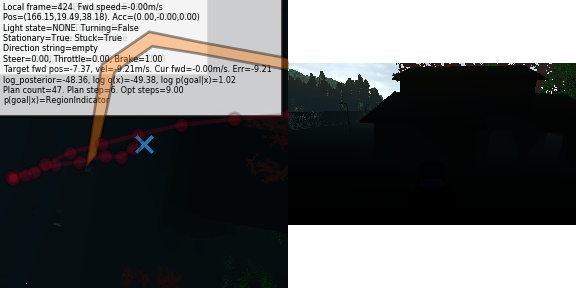 Local frame=424. Fwd speed=-0.00m/s
Pos=(166.15,19.49,38.18). Acc=(0.00,-0.00,0.00)
Light state=NONE. Turning=False
Stationary=True. Stuck=True
Direction string=empty
Steer=0.00, Throttle=0.00, Brake=1.00
Target fwd pos=-7.37, vel=-9.21m/s. Cur fwd=-0.00m/s. Err=-9.21
log_posterior=-48.36, log q(x)=-49.38, log p(goal|x)=1.02
Plan count=47. Plan step=6. Opt steps=9.00
p(goal|x)=RegionIndicator